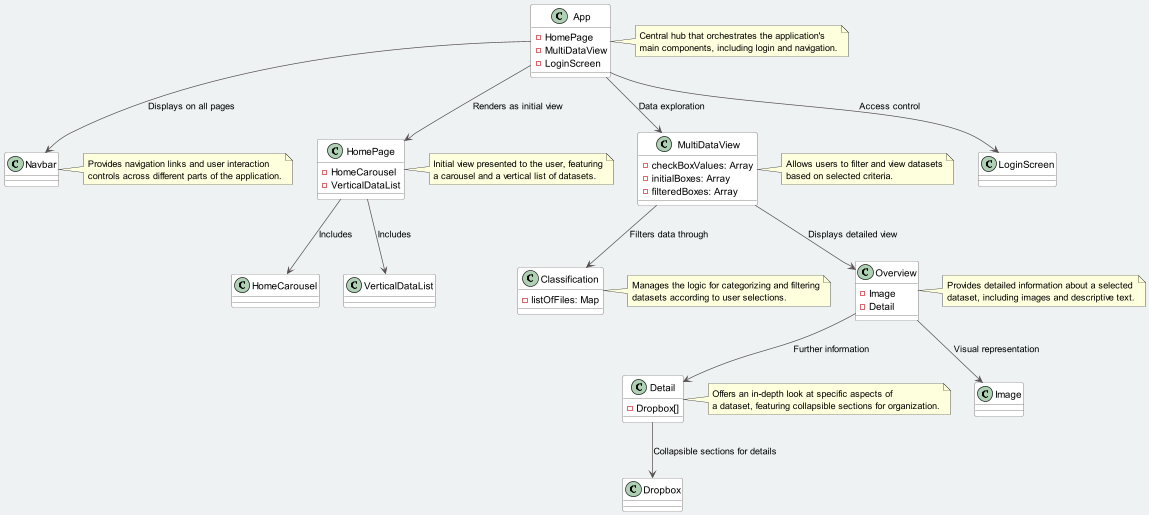 C App
HomePage
MultiDataView
LoginScreen
Central hub that orchestrates the application's
main components, including login and navigation.
Displays on all pages
Renders as initial view
Data exploration
Access control
C Navbar
Provides navigation links and user interaction
controls across different parts of the application.
C HomePage
HomeCarousel
VerticalDataList
Initial view presented to the user, featuring
a carousel and a vertical list of datasets.
C MultiDataView
checkBoxValues: Array
initialBoxes: Array
filteredBoxes: Array
Allows users to filter and view datasets
based on selected criteria.
C LoginScreen
Includes
Includes
Filters data through
Displays detailed view
C HomeCarousel
C VerticalDataList
C Classification
listOfFiles: Map
Manages the logic for categorizing and filtering
datasets according to user selections.
C Overview
Image
Detail
Provides detailed information about a selected
dataset, including images and descriptive text.
Further information
Visual representation
C Detail
Dropbox[]
Offers an in-depth look at specific aspects of
a dataset, featuring collapsible sections for organization.
C Image
Collapsible sections for details
C Dropbox